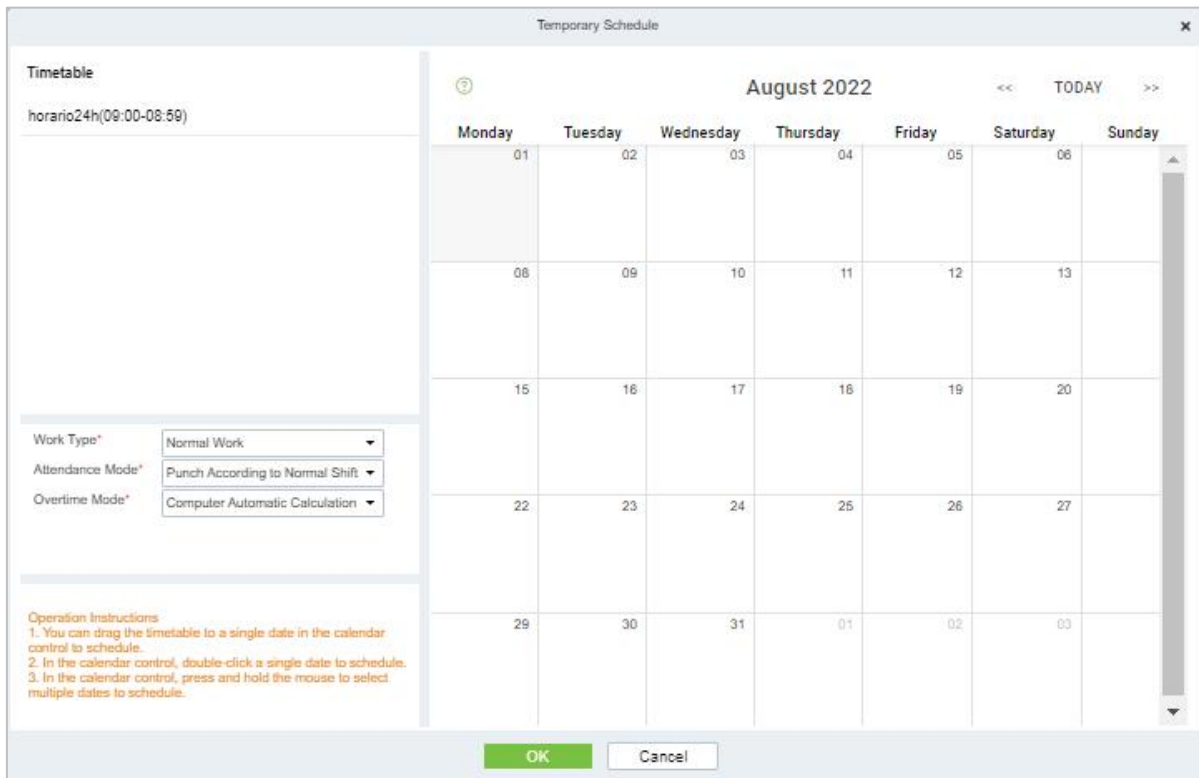 Temporary Schedule
×
Timetable
horario24h(09:00-08:59)
?
August 2022
<< TODAY >>
Monday Tuesday Wednesday Thursday Friday Saturday Sunday
01 02 03 04 05 06
08 09 10 11 12 13
15 16 17 18 19 20
22 23 24 25 26 27
29 30 31 01 02 03
Work Type* Normal Work
Attendance Mode* Punch According to Normal Shift
Overtime Mode* Computer Automatic Calculation
Operation Instructions
1. You can drag the timetable to a single date in the calendar
control to schedule.
2. In the calendar control, double-click a single date to schedule.
3. In the calendar control, press and hold the mouse to select
multiple dates to schedule.
OK Cancel